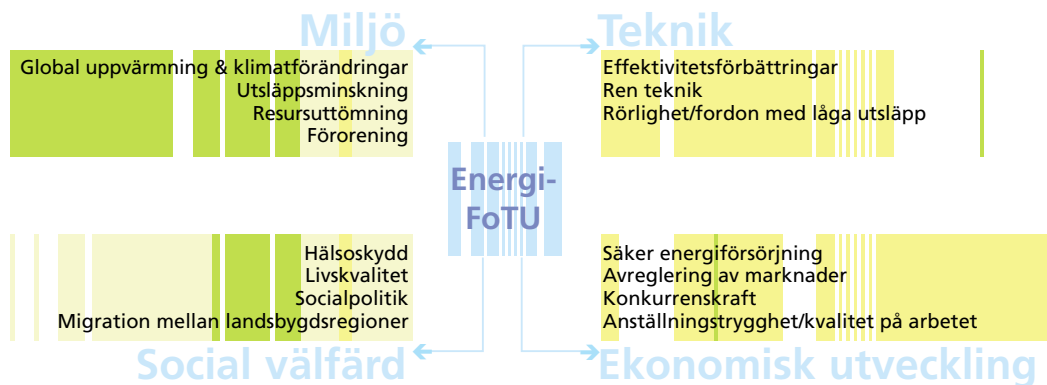 Miljö
Global uppvärmning & klimatförändringar
Utsläppsminskning
Resursuttömning
Förorening
Teknik
Effektivitetsförbättringar
Ren teknik
Rörlighet/fordon med låga utsläpp
Energi-
FoTU
Hälsoskydd
Livskvalitet
Socialpolitik
Migration mellan landsbygdsregioner
Social välfärd
Säker energiförsörjning
Avreglering av marknader
Konkurrenskraft
Anställningstrygghet/kvalitet på arbetet
Ekonomisk utveckling